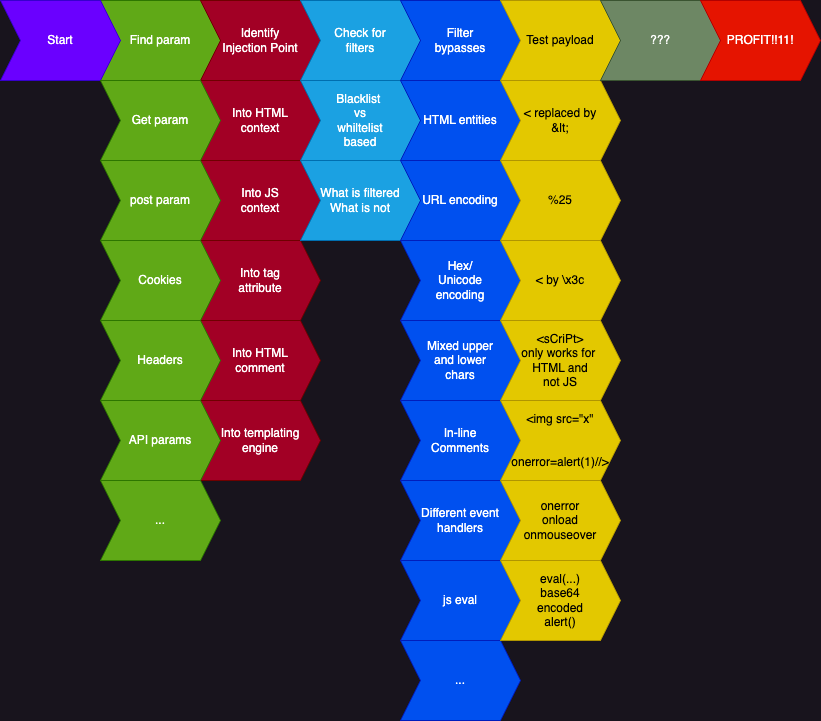 Start
Find param
Identify
Injection Point
Check for
filters
Filter
bypasses
Test payload
???
PROFIT!!11!
Get param
Into HTML
context
Blacklist
vs
whiltelist
based
HTML entities
< replaced by
&lt;
post param
Into JS
context
What is filtered
What is not
URL encoding
%25
Cookies
Into tag
attribute
Hex/
Unicode
encoding
< by \x3c
Headers
Into HTML
comment
Mixed upper
and lower
chars
<sCriPt>
only works for
HTML and
not JS
API params
Into templating
engine
In-line
Comments
<img src="x"
onerror=alert(1)//>
...
Different event
handlers
onerror
onload
onmouseover
js eval
eval(...)
base64
encoded
alert()
...